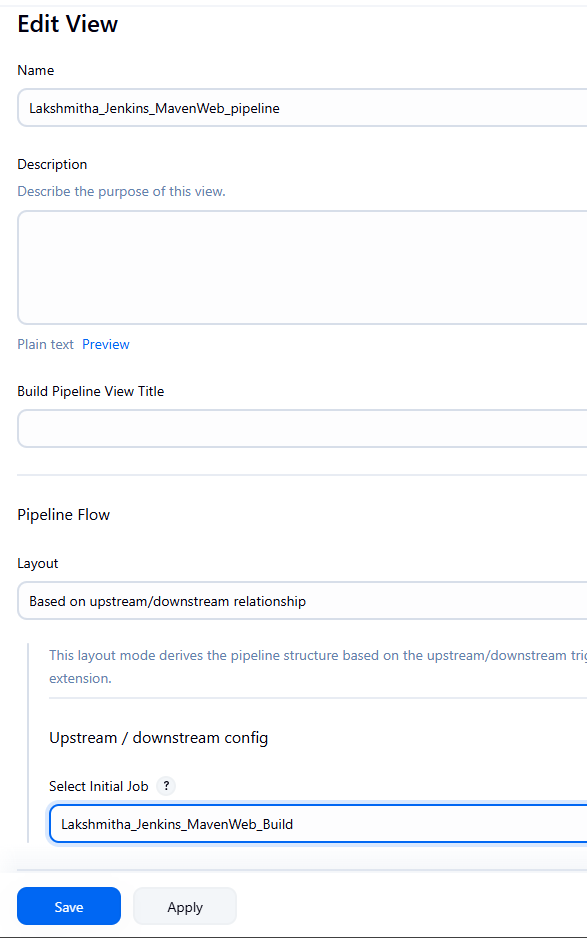 Edit View
Name
Lakshmitha_Jenkins_MavenWeb_pipeline
Description
Describe the purpose of this view.
Plain text Preview
Build Pipeline View Title
Pipeline Flow
Layout
Based on upstream/downstream relationship
This layout mode derives the pipeline structure based on the upstream/downstream
extension.
Upstream / downstream config
Select Initial Job ?
Lakshmitha_Jenkins_MavenWeb_Build
Save Apply